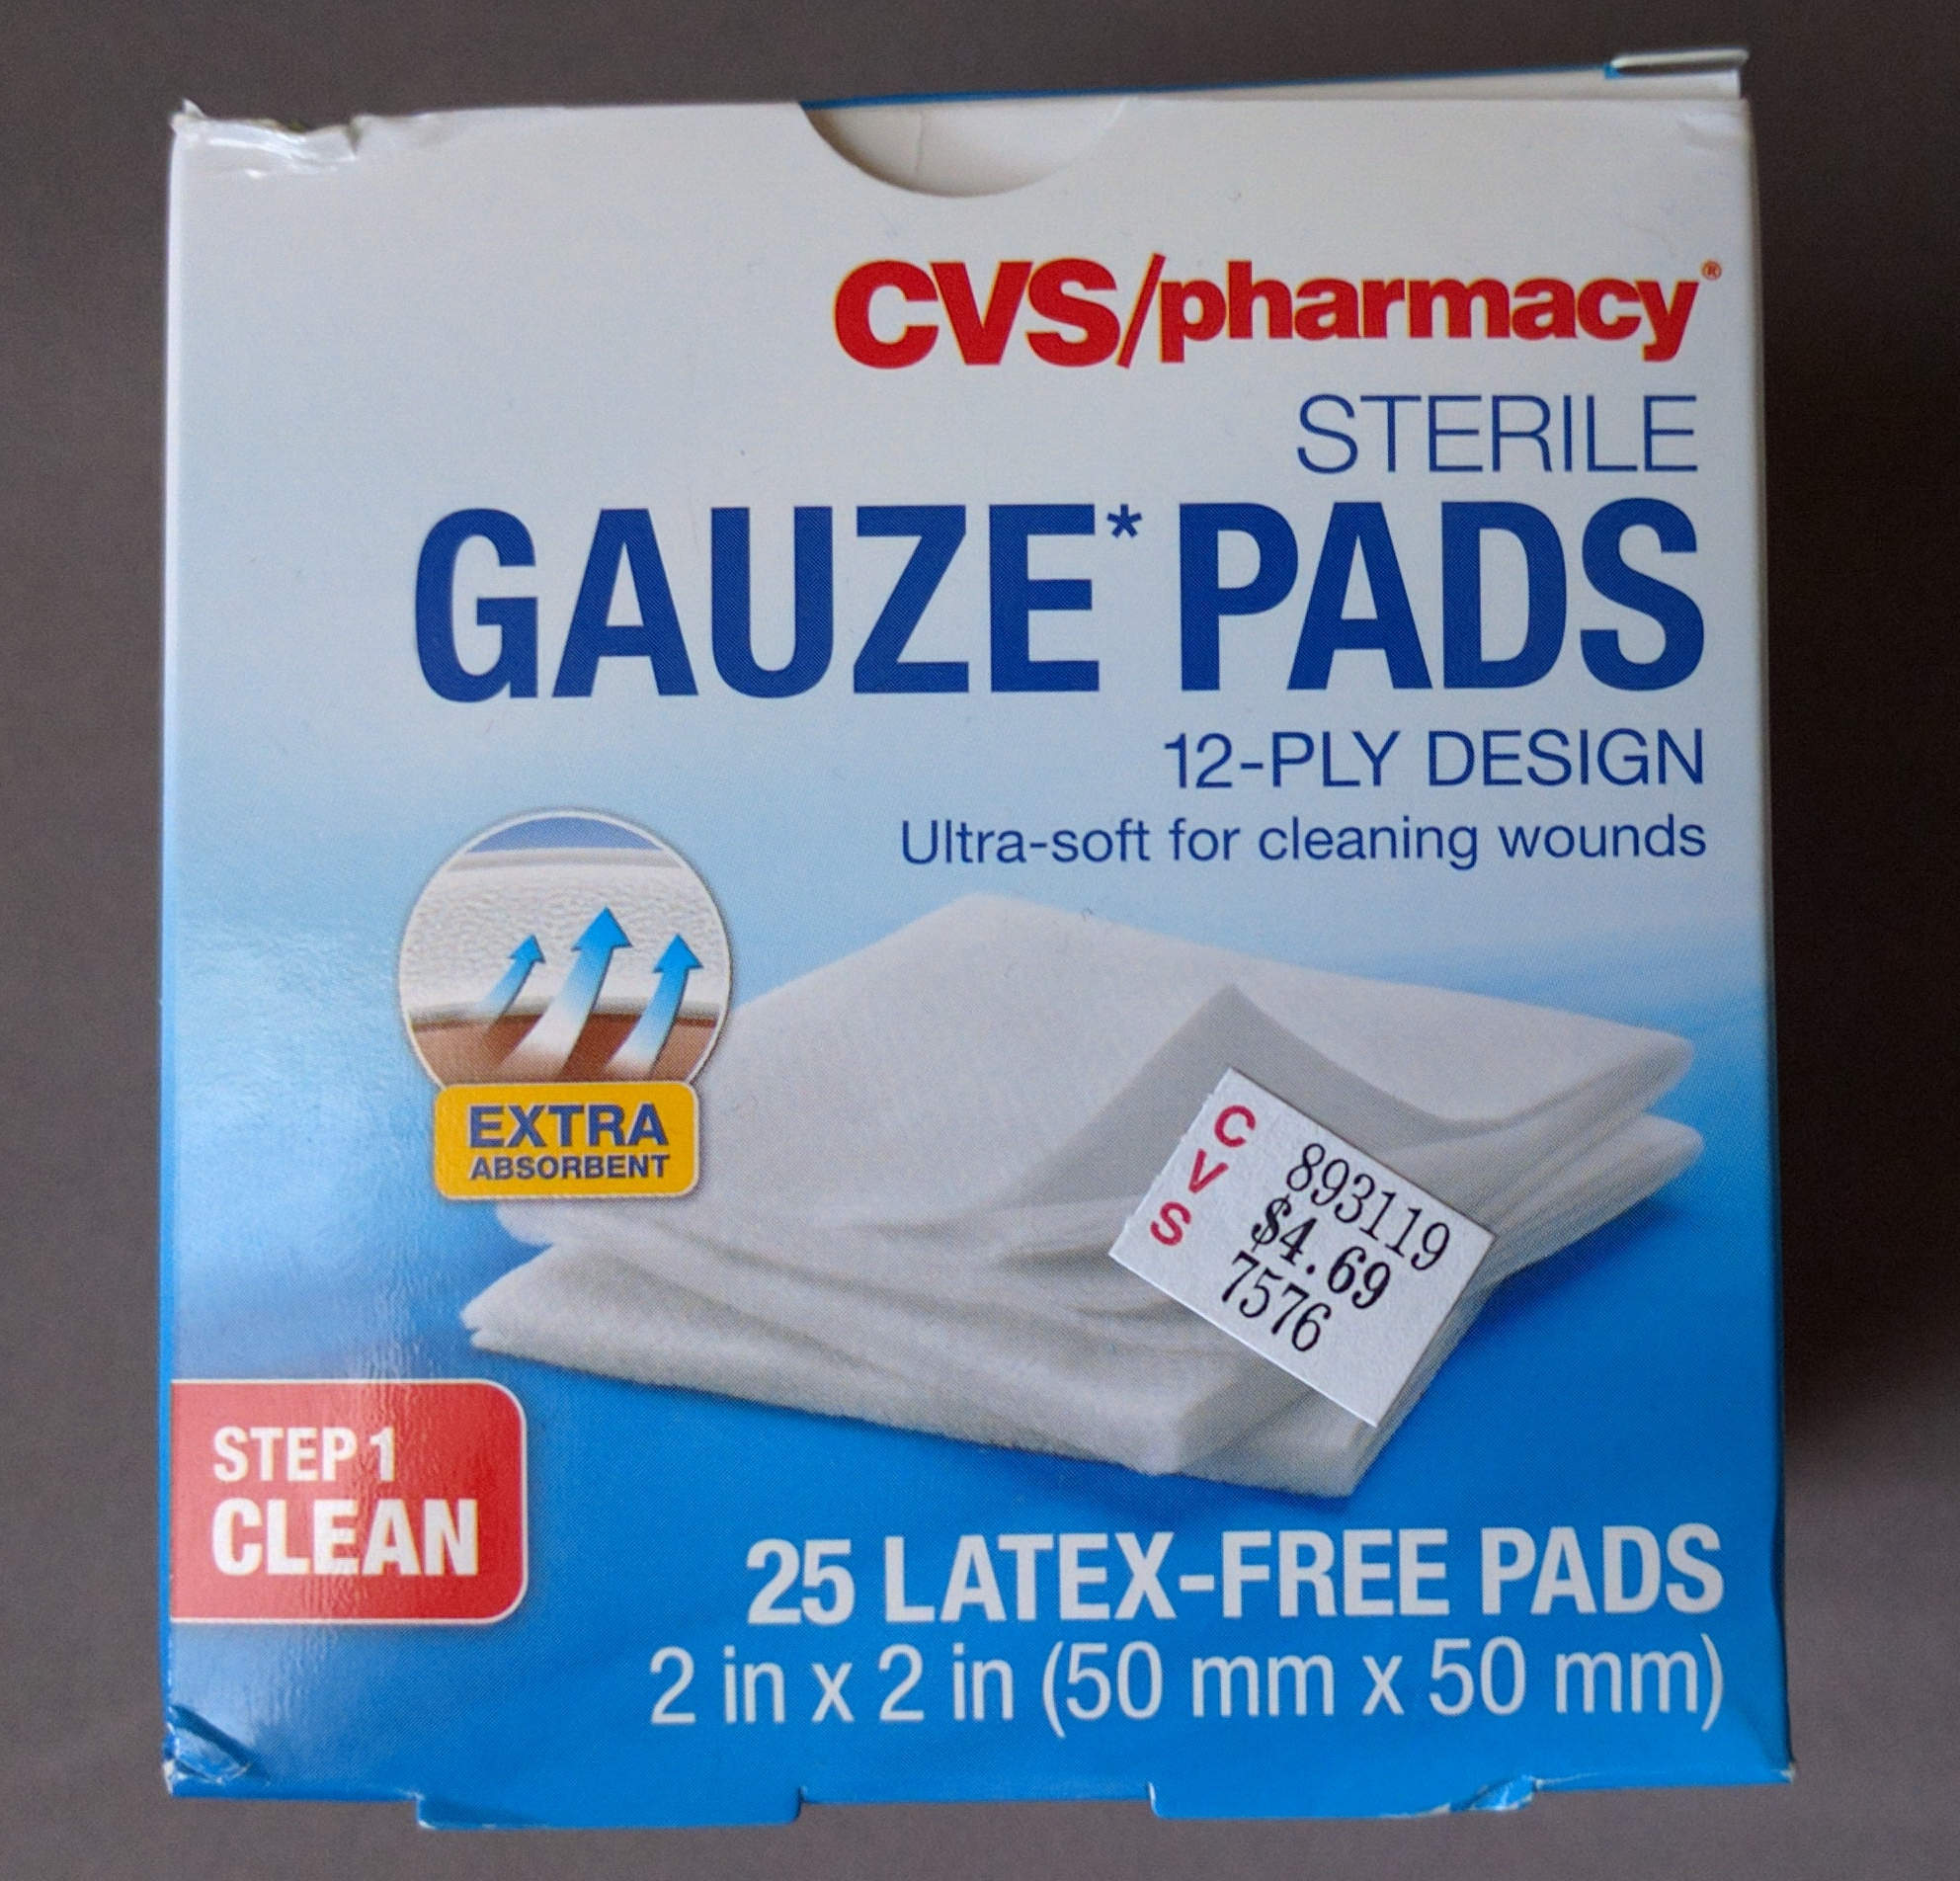 CVS/pharmacy®
STERILE
GAUZE* PADS
12-PLY DESIGN
Ultra-soft for cleaning wounds
EXTRA
ABSORBENT
CVS
893119
$4.69
7576
STEP 1
CLEAN
25 LATEX-FREE PADS
2 in x 2 in (50 mm x 50 mm)